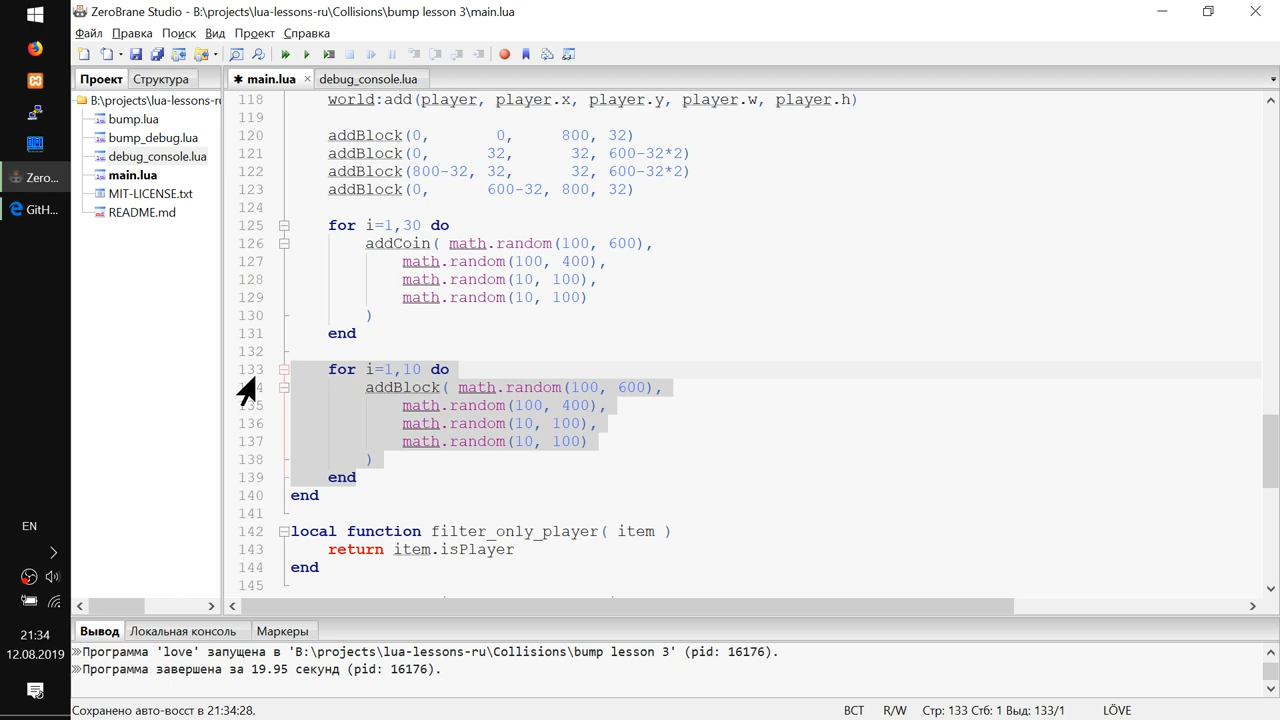 ZeroBrane Studio - B:\projects\lua-lessons-ru\Collisions\bump lesson 3\main.lua
Файл Правка Поиск Вид Проект Справка
Проект Структура
✱ main.lua × debug_console.lua
B:\projects\lua-lessons-ru
bump.lua
bump_debug.lua
debug_console.lua
main.lua
MIT-LICENSE.txt
README.md
Zero...
GitH...
118 world:add(player, player.x, player.y, player.w, player.h)
119
120 addBlock(0, 0, 800, 32)
121 addBlock(0, 32, 32, 600-32*2)
122 addBlock(800-32, 32, 32, 600-32*2)
123 addBlock(0, 600-32, 800, 32)
124
125 for i=1,30 do
126 addCoin( math.random(100, 600),
127 math.random(100, 400),
128 math.random(10, 100),
129 math.random(10, 100)
130 )
131 end
132
133 for i=1,10 do
134 addBlock( math.random(100, 600),
135 math.random(100, 400),
136 math.random(10, 100),
137 math.random(10, 100)
138 )
139 end
140 end
141
142 local function filter_only_player( item )
143 return item.isPlayer
144 end
145
EN
21:34
12.08.2019
Вывод Локальная консоль Маркеры
Программа 'love' запущена в 'B:\projects\lua-lessons-ru\Collisions\bump lesson 3' (pid: 16176).
Программа завершена за 19.95 секунд (pid: 16176).
Сохранено авто-восст в 21:34:28. ВСТ R/W Стр: 133 Стб: 1 Выд: 133/1 LÖVE